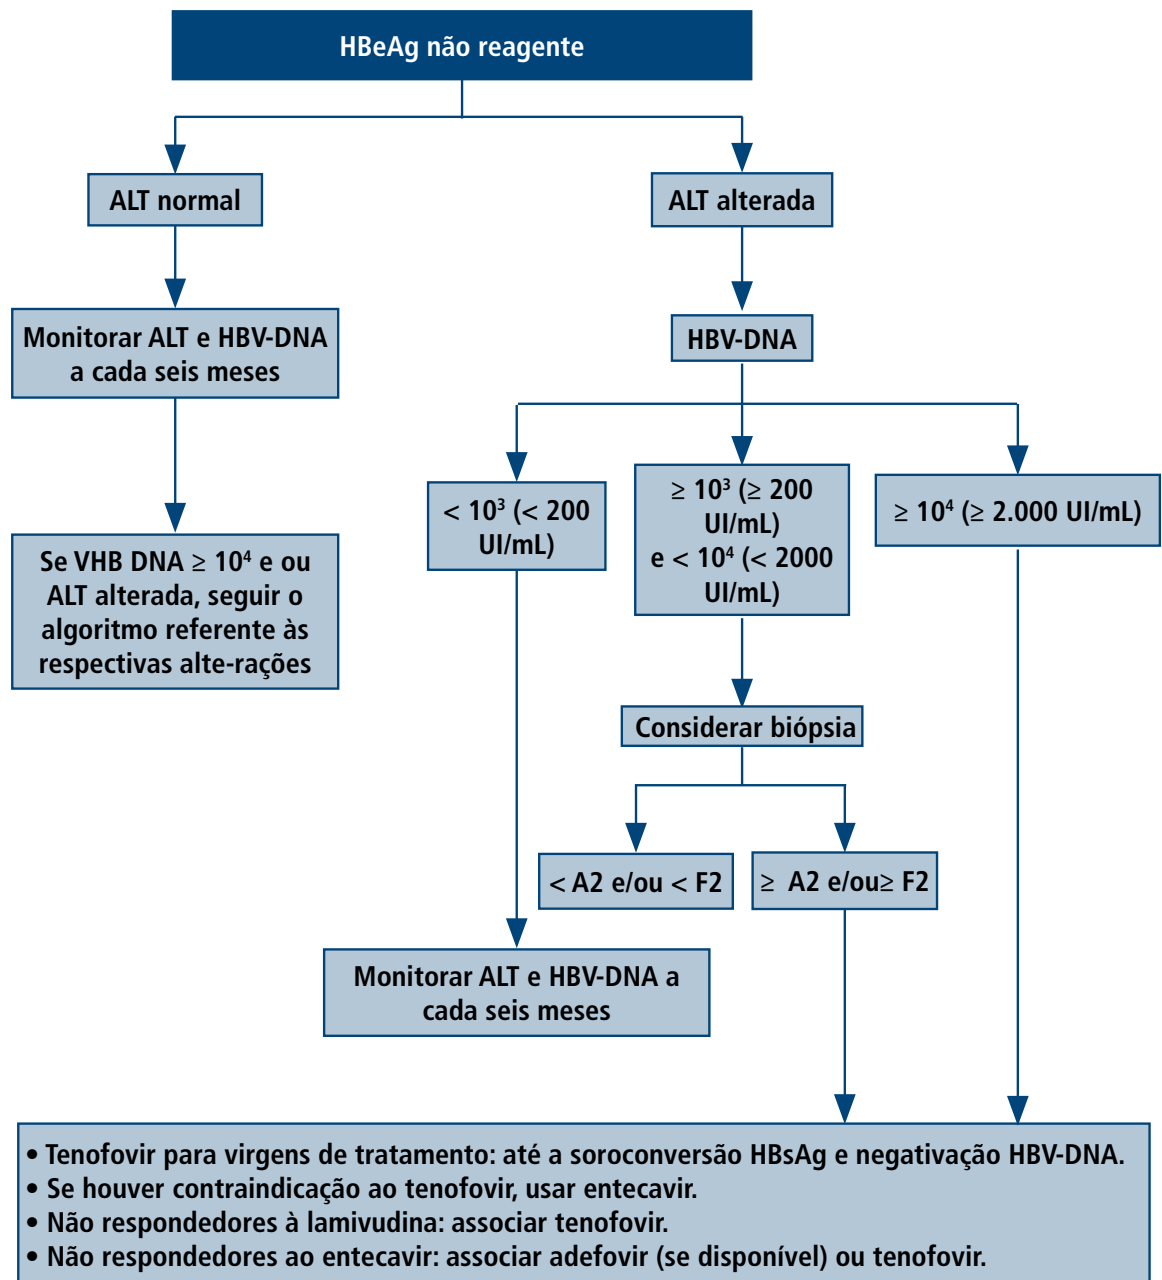 HBeAg não reagente
ALT normal
ALT alterada
Monitorar ALT e HBV-DNA
a cada seis meses
HBV-DNA
Se VHB DNA ≥ 10⁴ e ou
ALT alterada, seguir o
algoritmo referente às
respectivas alte-rações
< 10³ (< 200
UI/mL)
≥ 10³ (≥ 200
UI/mL)
e < 10⁴ (< 2000
UI/mL)
≥ 10⁴ (≥ 2.000 UI/mL)
Considerar biópsia
< A2 e/ou < F2
≥ A2 e/ou≥ F2
Monitorar ALT e HBV-DNA a
cada seis meses
• Tenofovir para virgens de tratamento: até a soroconversão HBsAg e negativação HBV-DNA.
• Se houver contraindicação ao tenofovir, usar entecavir.
• Não respondedores à lamivudina: associar tenofovir.
• Não respondedores ao entecavir: associar adefovir (se disponível) ou tenofovir.